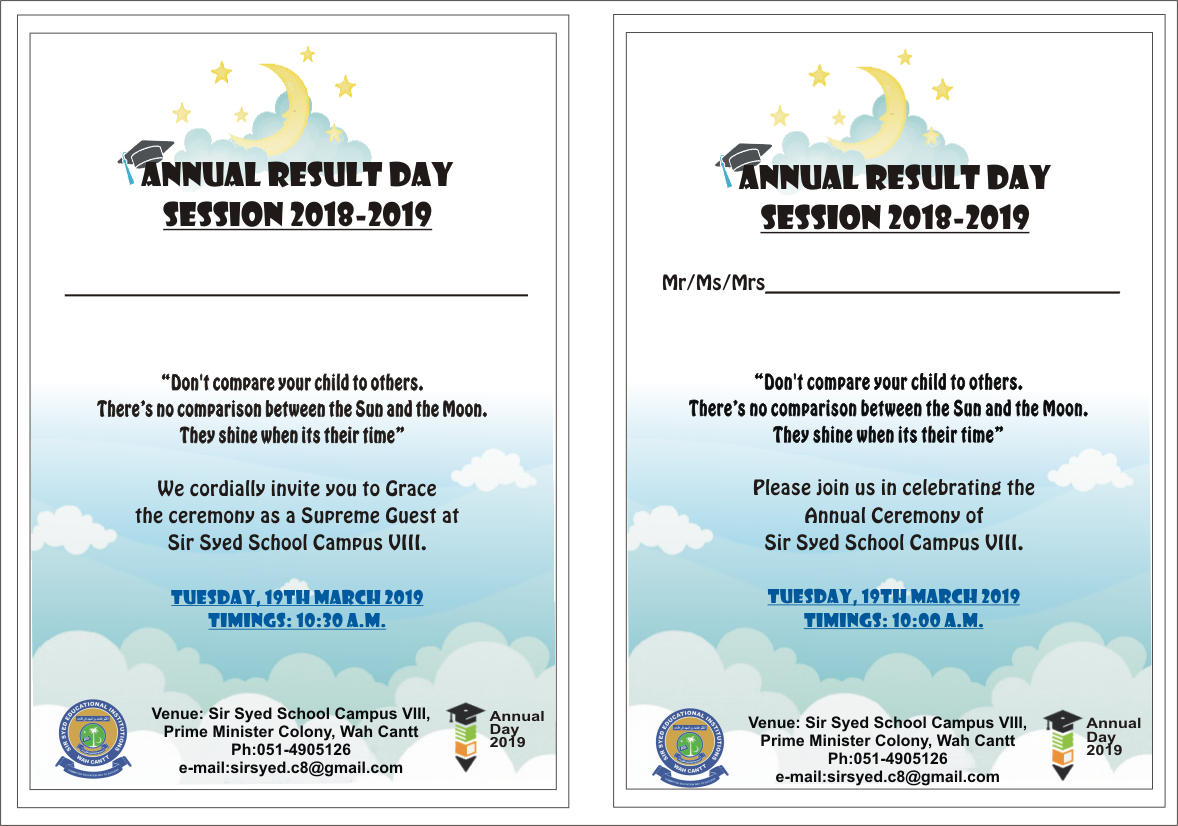 ANNUAL RESULT DAY
SESSION 2018-2019
“Don't compare your child to others.
There’s no comparison between the Sun and the Moon.
They shine when its their time”
We cordially invite you to Grace
the ceremony as a Supreme Guest at
Sir Syed School Campus VIII.
TUESDAY, 19TH MARCH 2019
TIMINGS: 10:30 A.M.
SIR SYED EDUCATIONAL INSTITUTIONS
WAH CANTT
Venue: Sir Syed School Campus VIII,
Prime Minister Colony, Wah Cantt
Ph:051-4905126
e-mail:sirsyed.c8@gmail.com
Annual
Day
2019
ANNUAL RESULT DAY
SESSION 2018-2019
Mr/Ms/Mrs
“Don't compare your child to others.
There’s no comparison between the Sun and the Moon.
They shine when its their time”
Please join us in celebrating the
Annual Ceremony of
Sir Syed School Campus VIII.
TUESDAY, 19TH MARCH 2019
TIMINGS: 10:00 A.M.
SIR SYED EDUCATIONAL INSTITUTIONS
WAH CANTT
Venue: Sir Syed School Campus VIII,
Prime Minister Colony, Wah Cantt
Ph:051-4905126
e-mail:sirsyed.c8@gmail.com
Annual
Day
2019